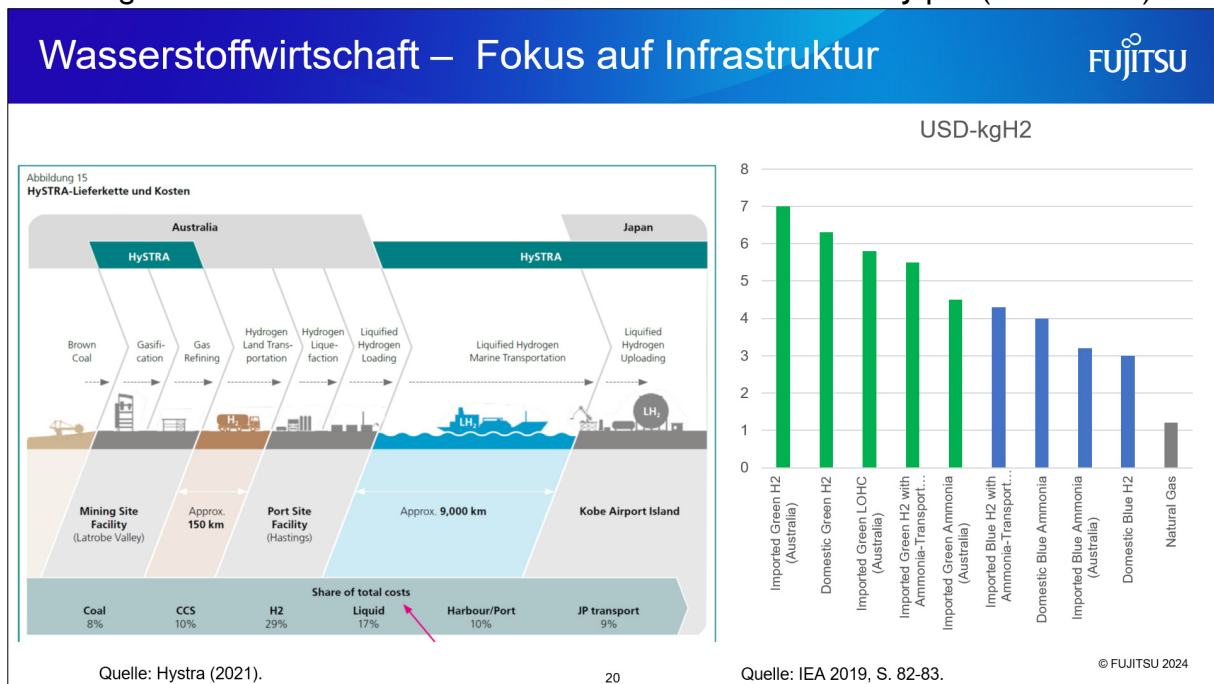 Wasserstoffwirtschaft – Fokus auf Infrastruktur
FUJITSU
Abbildung 15
HySTRA-Lieferkette und Kosten
Australia
Japan
HySTRA
HySTRA
Brown
Coal
Gasifi-
cation
Gas
Refining
Hydrogen
Land Trans-
portation
Hydrogen
Lique-
faction
Liquified
Hydrogen
Loading
Liquified Hydrogen
Marine Transportation
Liquified
Hydrogen
Uploading
H2
LH2
LH2
Mining Site
Facility
(Latrobe Valley)
Approx.
150 km
Port Site
Facility
(Hastings)
Approx. 9,000 km
Kobe Airport Island
Share of total costs
Coal
8%
CCS
10%
H2
29%
Liquid
17%
Harbour/Port
10%
JP transport
9%
Quelle: Hystra (2021).
20
USD-kgH2
8
7
6
5
4
3
2
1
0
Imported Green H2
(Australia)
Domestic Green H2
Imported Green LOHC
(Australia)
Imported Green H2 with
Ammonia-Transport…
Imported Green Ammonia
(Australia)
Imported Blue H2 with
Ammonia-Transport…
Domestic Blue Ammonia
Imported Blue Ammonia
(Australia)
Domestic Blue H2
Natural Gas
Quelle: IEA 2019, S. 82-83.
© FUJITSU 2024